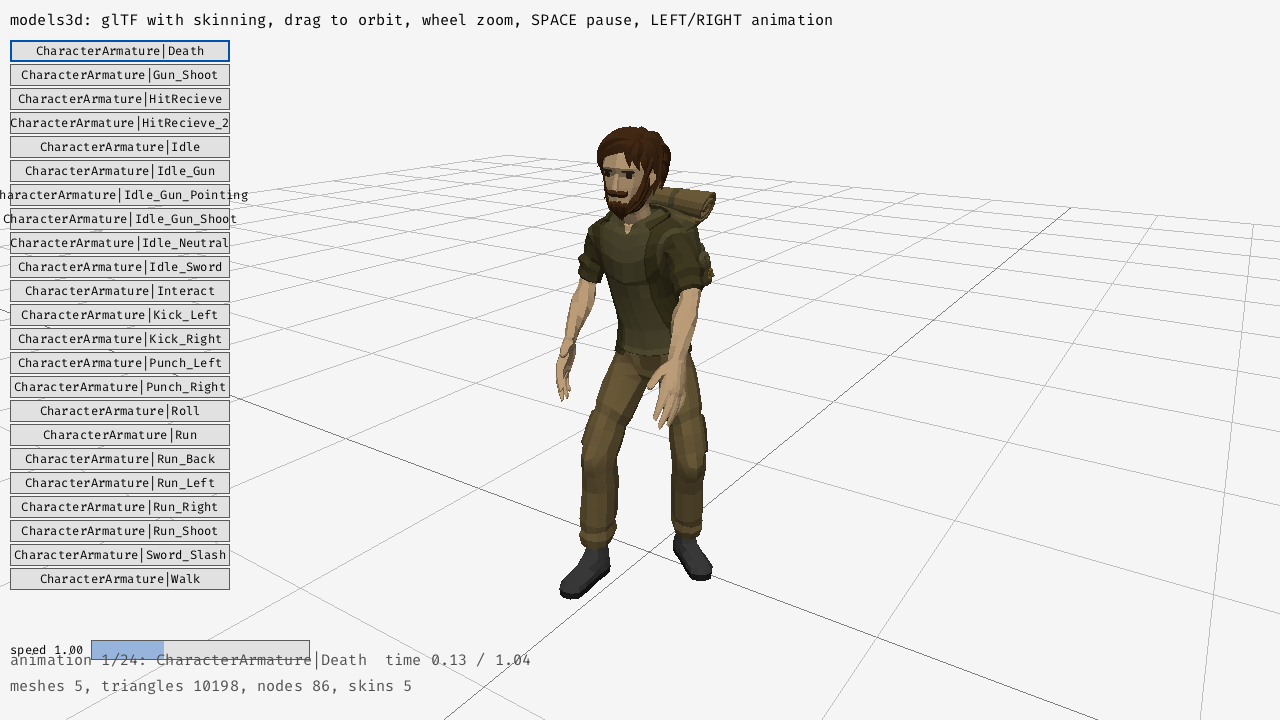 models3d: glTF with skinning, drag to orbit, wheel zoom, SPACE pause, LEFT/RIGHT animation
CharacterArmature|Death
CharacterArmature|Gun_Shoot
CharacterArmature|HitRecieve
CharacterArmature|HitRecieve_2
CharacterArmature|Idle
CharacterArmature|Idle_Gun
haracterArmature|Idle_Gun_Pointing
CharacterArmature|Idle_Gun_Shoot
CharacterArmature|Idle_Neutral
CharacterArmature|Idle_Sword
CharacterArmature|Interact
CharacterArmature|Kick_Left
CharacterArmature|Kick_Right
CharacterArmature|Punch_Left
CharacterArmature|Punch_Right
CharacterArmature|Roll
CharacterArmature|Run
CharacterArmature|Run_Back
CharacterArmature|Run_Left
CharacterArmature|Run_Right
CharacterArmature|Run_Shoot
CharacterArmature|Sword_Slash
CharacterArmature|Walk
speed 1.00
animation 1/24: CharacterArmature|Death  time 0.13 / 1.04
meshes 5, triangles 10198, nodes 86, skins 5